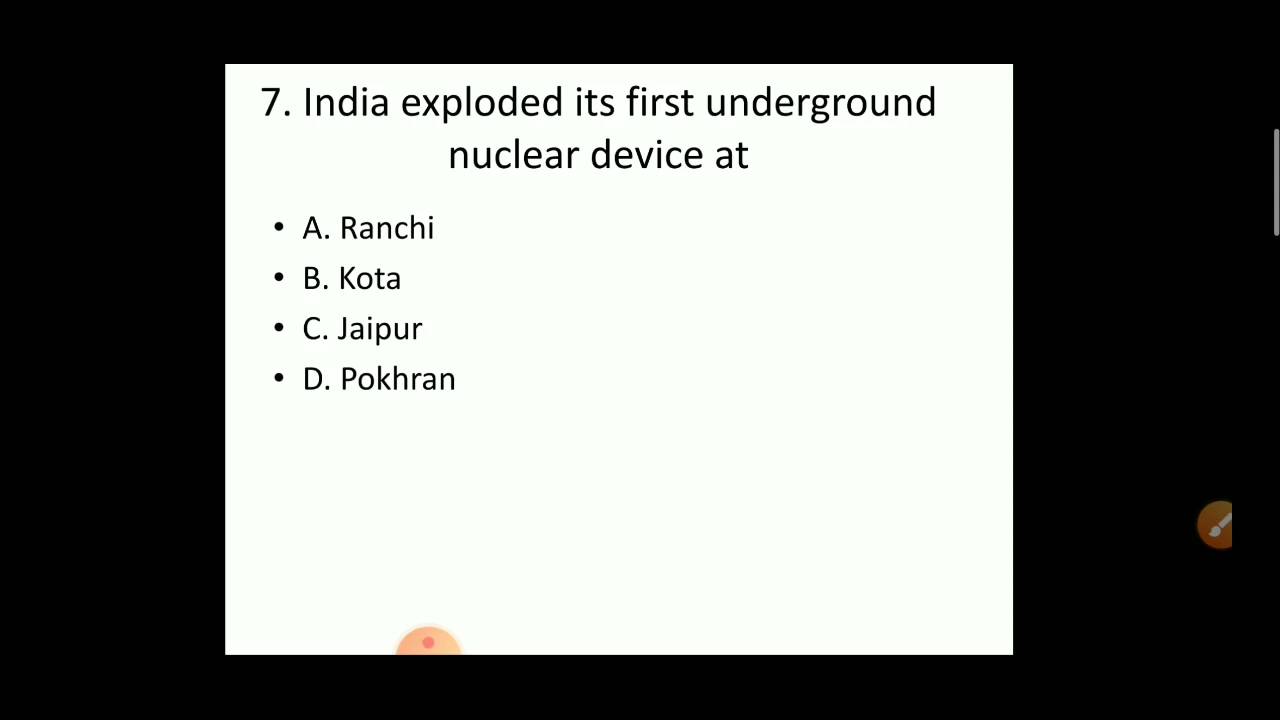 7. India exploded its first underground
nuclear device at
• A. Ranchi
• B. Kota
• C. Jaipur
• D. Pokhran